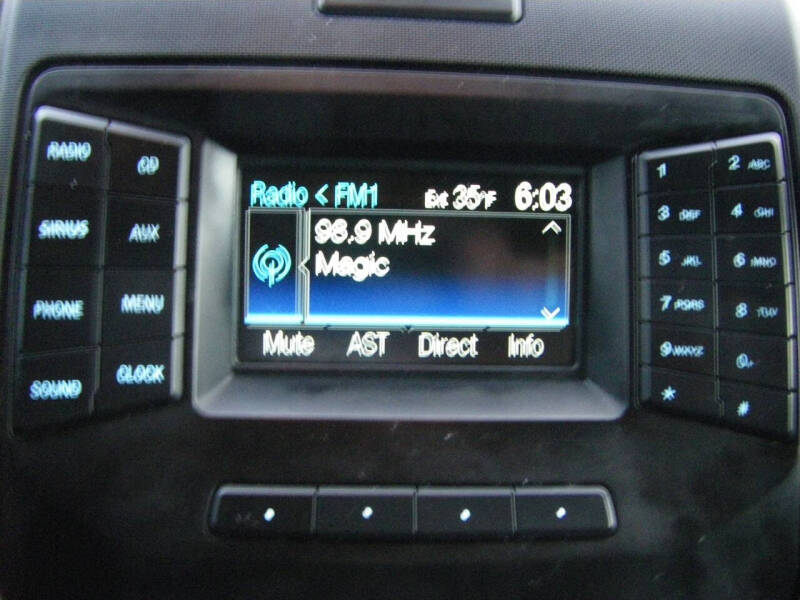 RADIO
CD
SIRIUS
AUX
PHONE
MENU
SOUND
CLOCK
Radio < FM1 Ext 35°F 6:03
98.9 MHz
Magic
Mute AST Direct Info
1
2 ABC
3 DEF
4 GHI
5 JKL
6 MNO
7 PQRS
8 TUV
9 WXYZ
0
*
#